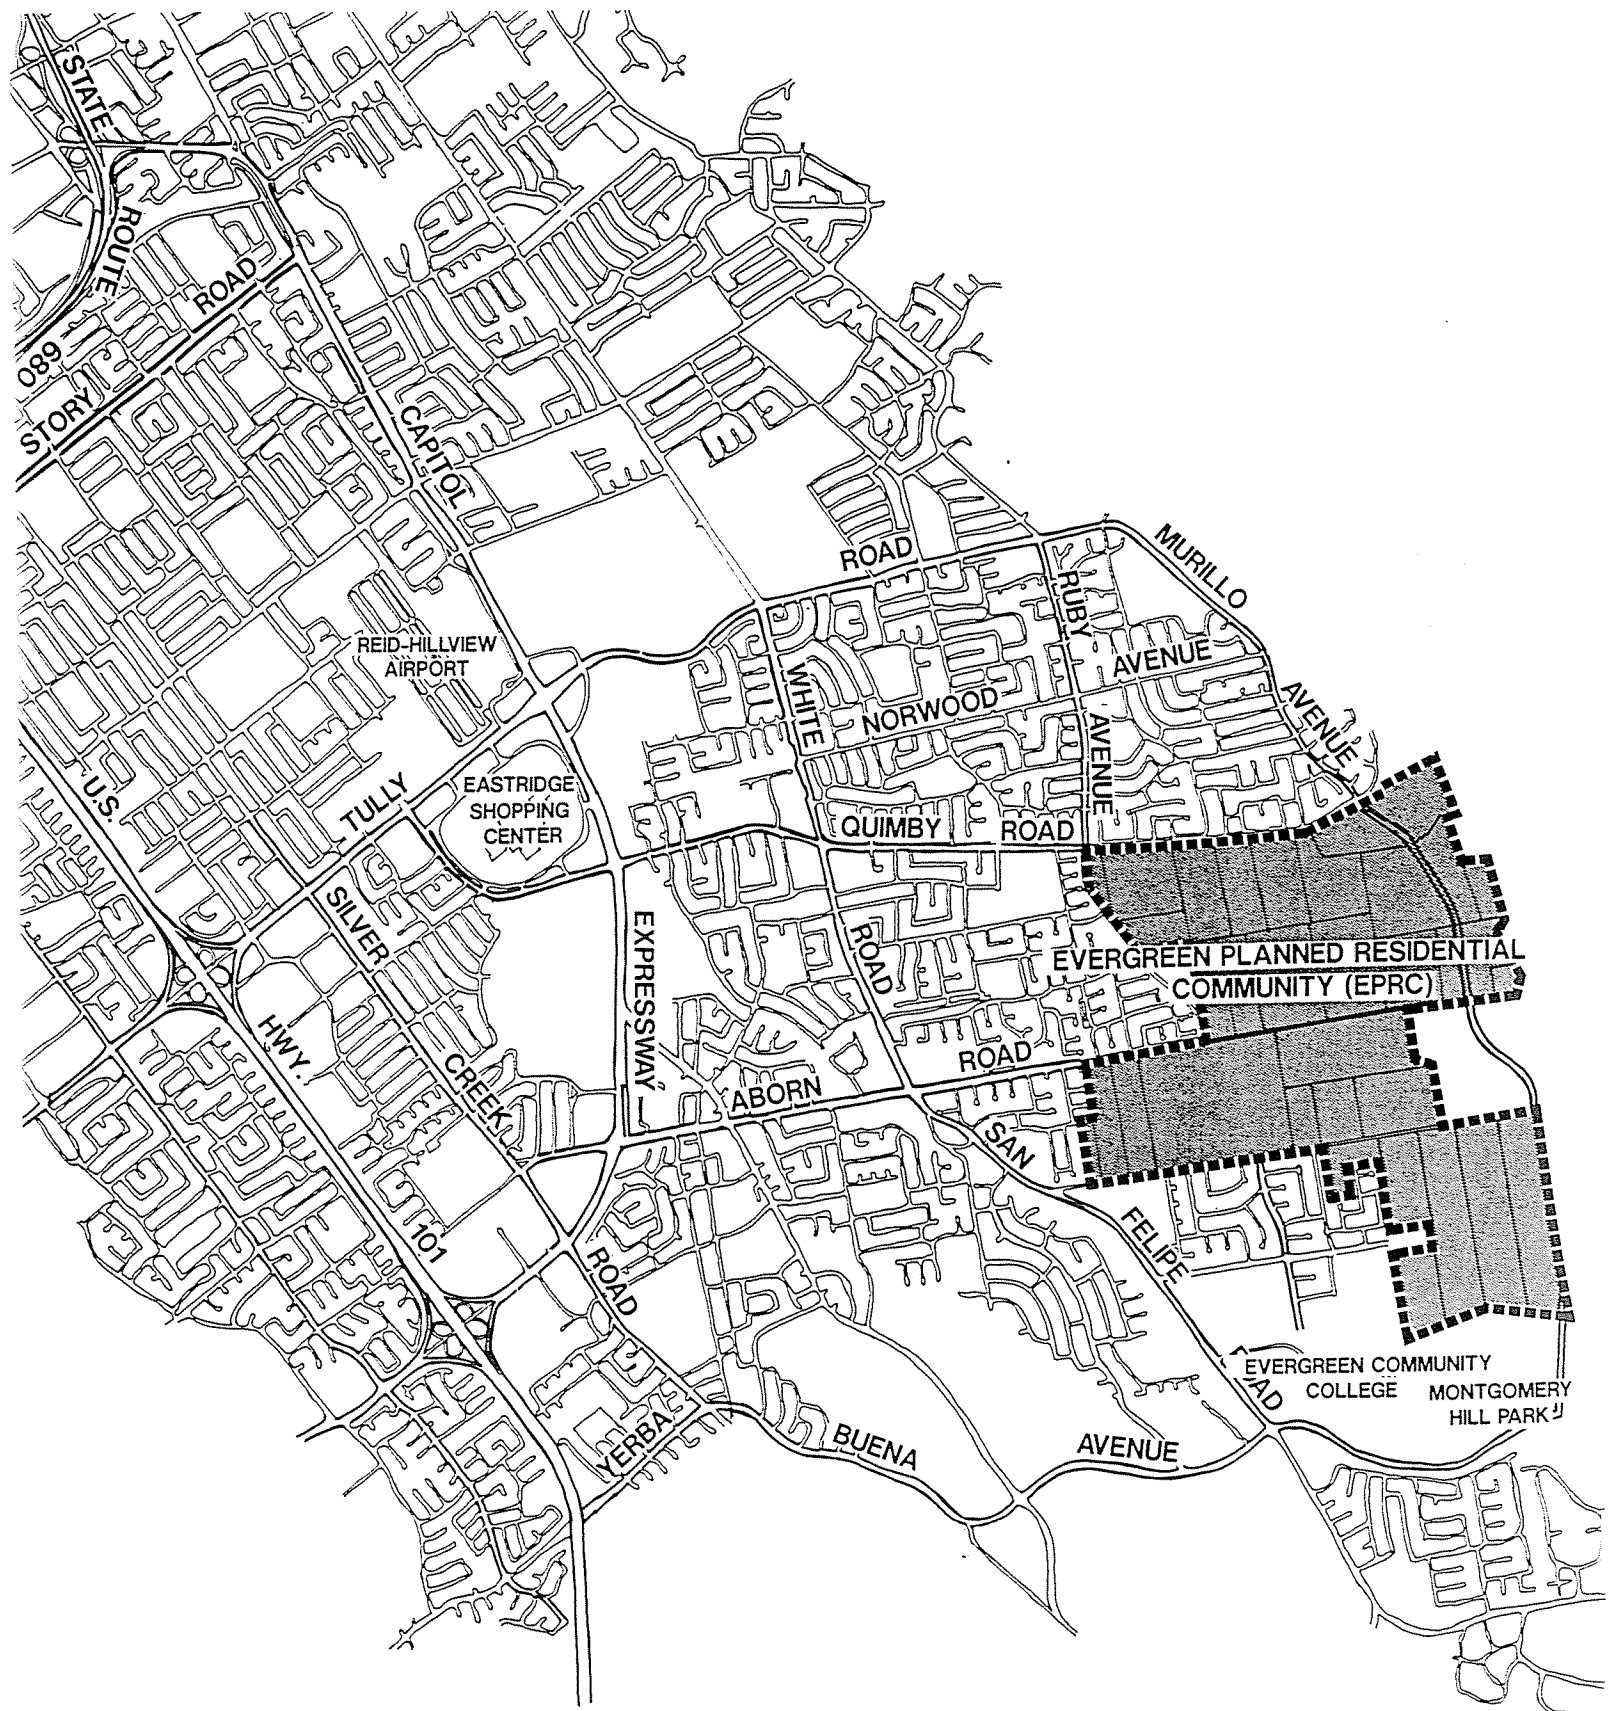 STATE
ROUTE
680
STORY
ROAD
CAPITOL
EXPRESSWAY
REID-HILLVIEW
AIRPORT
ROAD
MURILLO
AVENUE
RUBY
AVENUE
WHITE
ROAD
NORWOOD
AVENUE
U.S.
HWY.
101
TULLY
EASTRIDGE
SHOPPING
CENTER
QUIMBY
ROAD
SILVER
CREEK
ROAD
EVERGREEN PLANNED RESIDENTIAL
COMMUNITY (EPRC)
ABORN
ROAD
SAN
FELIPE
ROAD
EVERGREEN COMMUNITY
COLLEGE
MONTGOMERY
HILL PARK
YERBA
BUENA
AVENUE